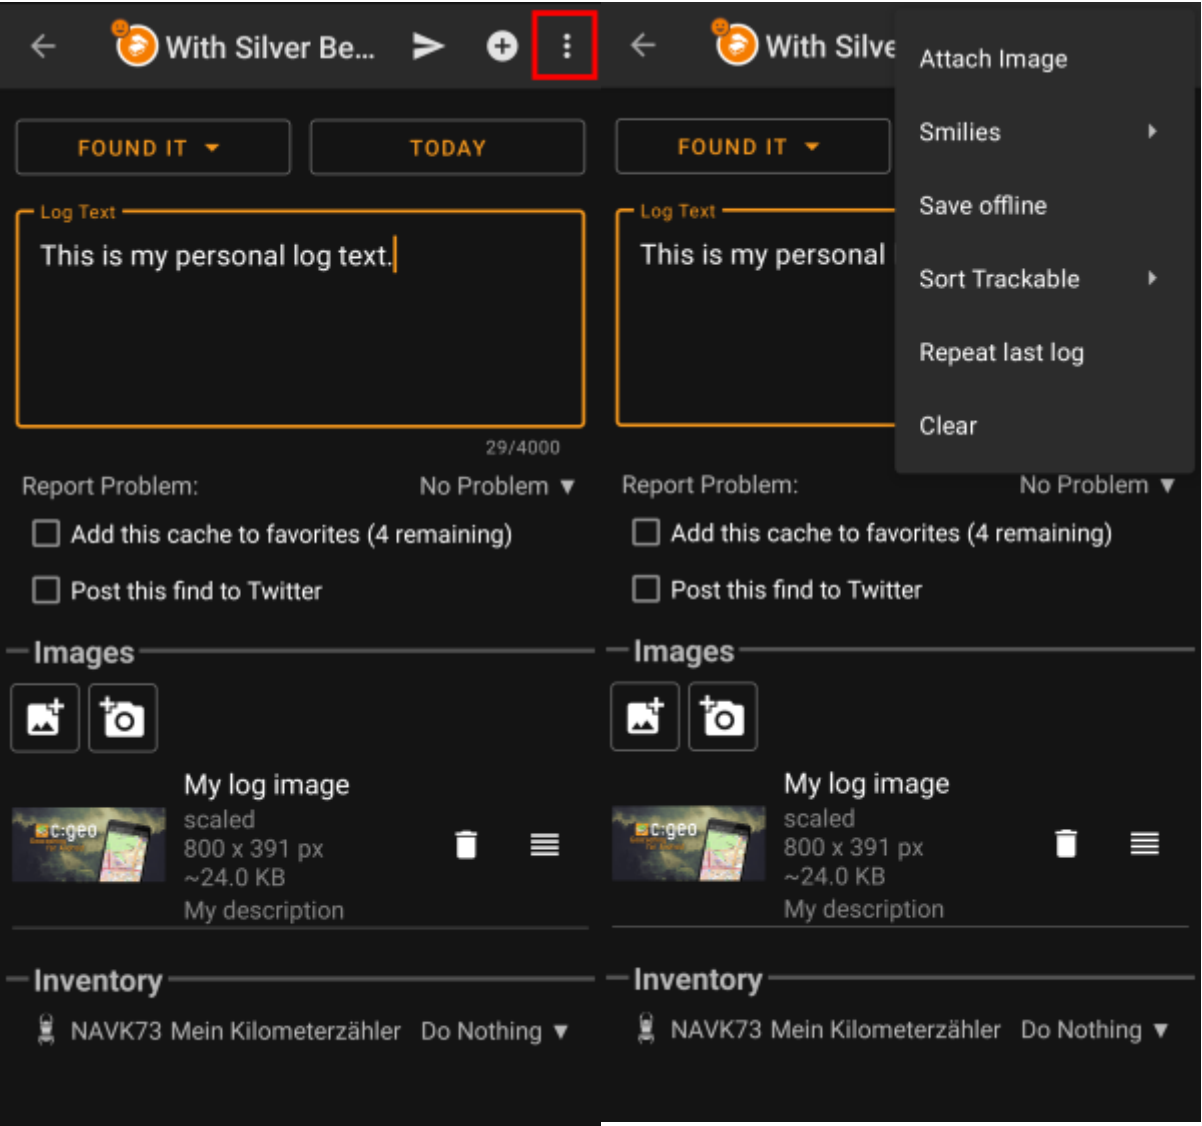 With Silver Be...
FOUND IT
TODAY
Log Text
This is my personal log text.
29/4000
Report Problem:
No Problem
Add this cache to favorites (4 remaining)
Post this find to Twitter
Images
My log image
scaled
800 x 391 px
~24.0 KB
My description
c:geo
Inventory
NAVK73 Mein Kilometerzähler
Do Nothing
With Silve
Attach Image
Smilies
Save offline
Sort Trackable
Repeat last log
Clear
FOUND IT
Log Text
This is my personal
Report Problem:
No Problem
Add this cache to favorites (4 remaining)
Post this find to Twitter
Images
My log image
scaled
800 x 391 px
~24.0 KB
My description
c:geo
Inventory
NAVK73 Mein Kilometerzähler
Do Nothing